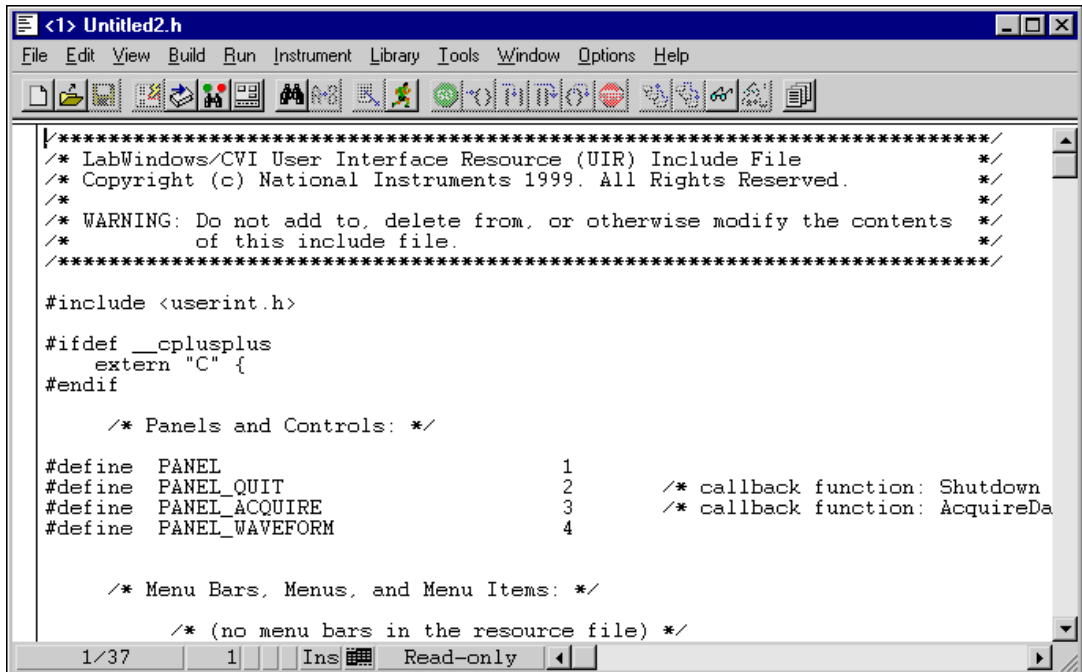 <1> Untitled2.h
File Edit View Build Run Instrument Library Tools Window Options Help
/**************************************************************************/
/* LabWindows/CVI User Interface Resource (UIR) Include File */
/* Copyright (c) National Instruments 1999. All Rights Reserved. */
/* */
/* WARNING: Do not add to, delete from, or otherwise modify the contents */
/* of this include file. */
/**************************************************************************/
#include <userint.h>
#ifdef __cplusplus
extern "C" {
#endif
/* Panels and Controls: */
#define PANEL 1
#define PANEL_QUIT 2 /* callback function: Shutdown
#define PANEL_ACQUIRE 3 /* callback function: AcquireDa
#define PANEL_WAVEFORM 4
/* Menu Bars, Menus, and Menu Items: */
/* (no menu bars in the resource file) */
1/37 1 Ins Read-only